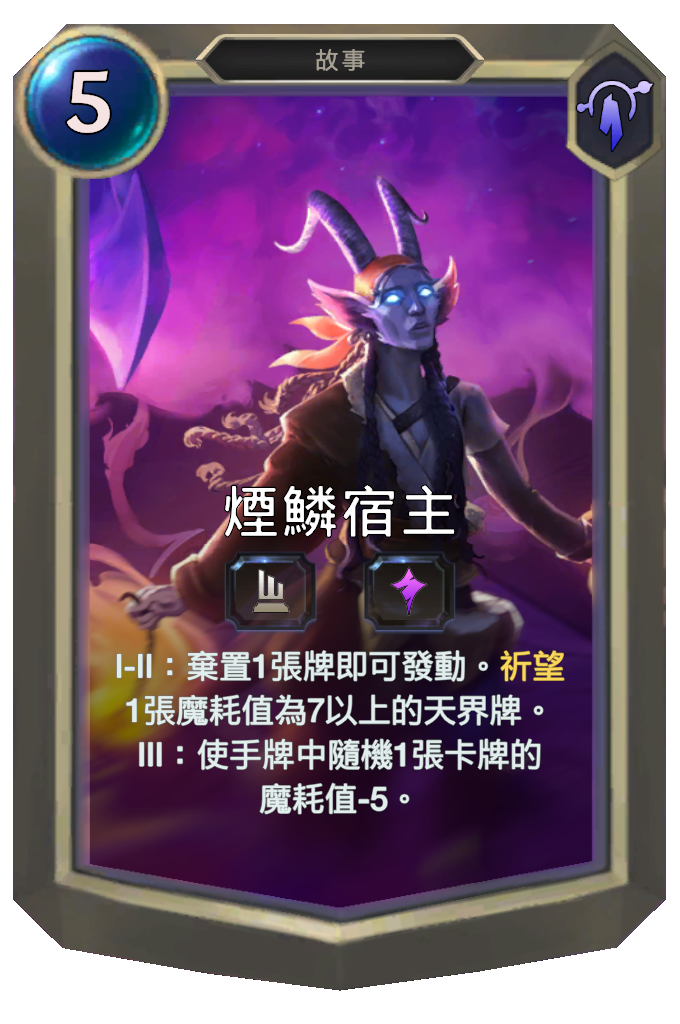 5
故事
煙鱗宿主
I-II：棄置1張牌即可發動。祈望
1張魔耗值為7以上的天界牌。
III：使手牌中隨機1張卡牌的
魔耗值-5。